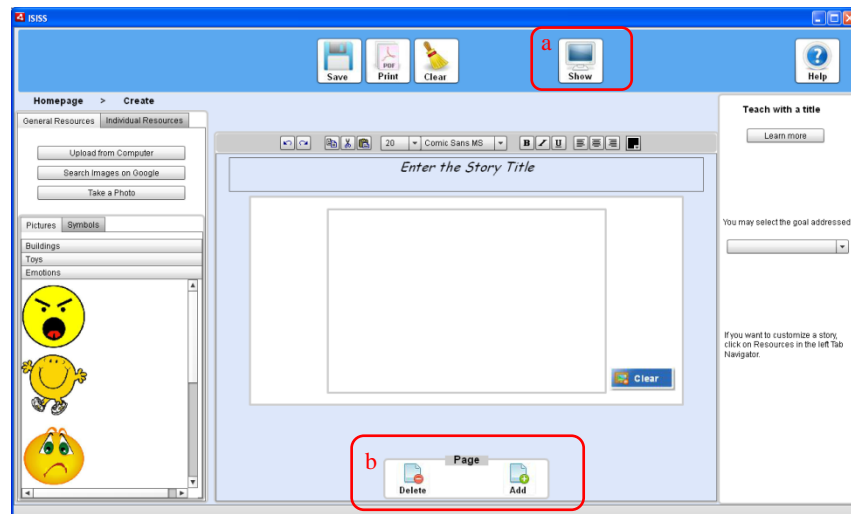 ISISS
a
PDF
Save Print Clear Show Help
Homepage > Create
General Resources Individual Resources
Upload from Computer
Search Images on Google
Take a Photo
Pictures Symbols
Buildings
Toys
Emotions
20 Comic Sans MS B I U
Enter the Story Title
Clear
b
Page
Delete Add
Teach with a title
Learn more
You may select the goal addressed
If you want to customize a story,
click on Resources in the left Tab
Navigator.